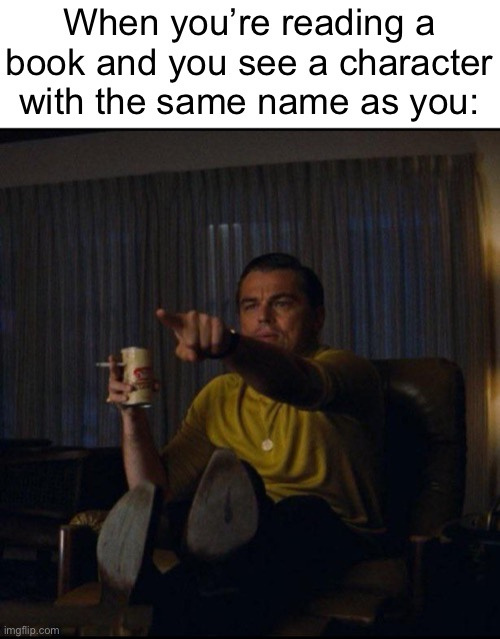 When you’re reading a
book and you see a character
with the same name as you:
imgflip.com